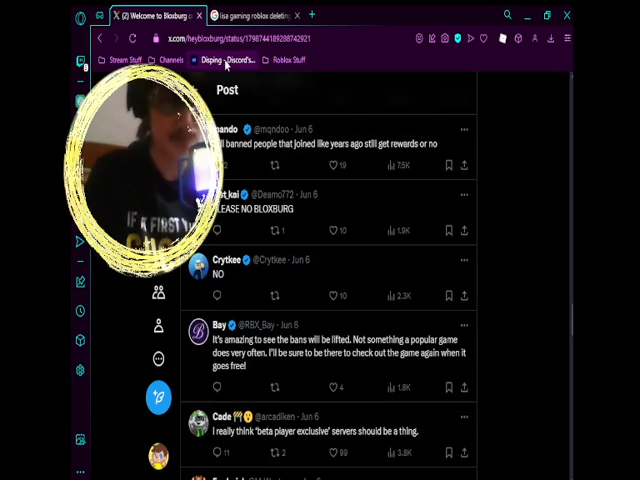 (2) Welcome to Bloxburg
lisa gaming roblox deleting
x.com/heybloxburg/status/1798744189288742921
Stream Stuff
Channels
Disping - Discord's...
Roblox Stuff
Post
@mqndoo · Jun 6
banned people that joined like years ago still get rewards or no
19
7.5K
@Deamo772 · Jun 6
NO BLOXBURG
1
10
1.9K
IF FIRST
Crytkee @Crytkee · Jun 6
NO
10
2.3K
Bay @RBX_Bay · Jun 6
It's amazing to see the bans will be lifted. Not something a popular game
does very often. I'll be sure to be there to check out the game again when it
goes free!
4
1.8K
Cade @arcadiken · Jun 6
I really think 'beta player exclusive' servers should be a thing.
11
2
99
3.8K